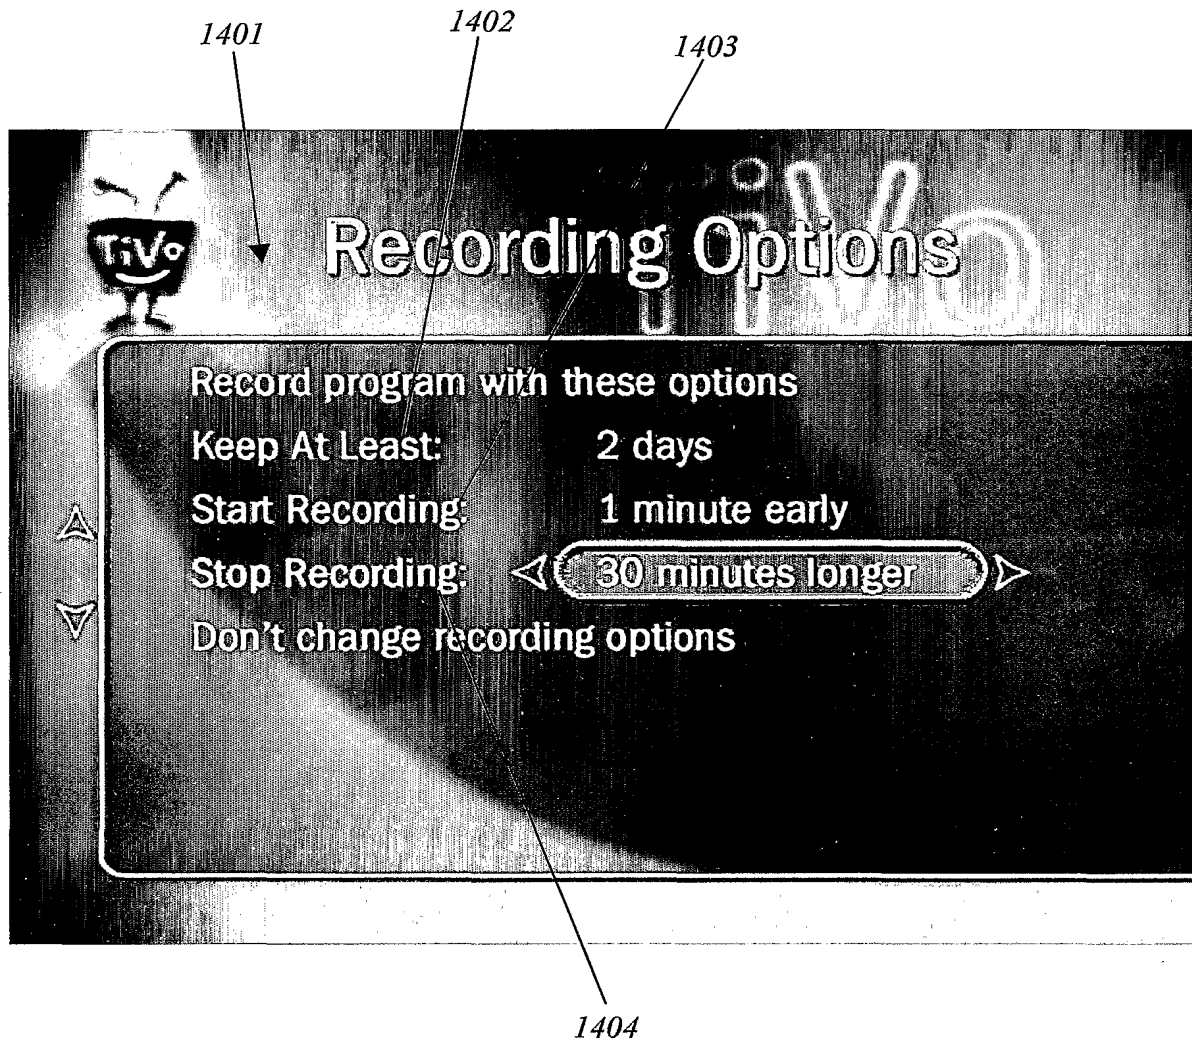 1401
1402
1403
TiVo
TiVo
Recording Options
Record program with these options
Keep At Least: 2 days
Start Recording: 1 minute early
Stop Recording: 30 minutes longer
Don't change recording options
1404